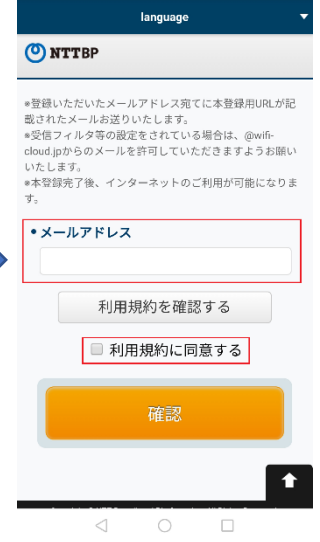 language
NTTBP
※登録いただいたメールアドレス宛てに本登録用URLが記
載されたメールお送りいたします。
※受信フィルタ等の設定をされている場合は、@wifi-
cloud.jpからのメールを許可していただきますようお願い
いたします。
※本登録完了後、インターネットのご利用が可能になりま
す。
•メールアドレス
利用規約を確認する
利用規約に同意する
確認